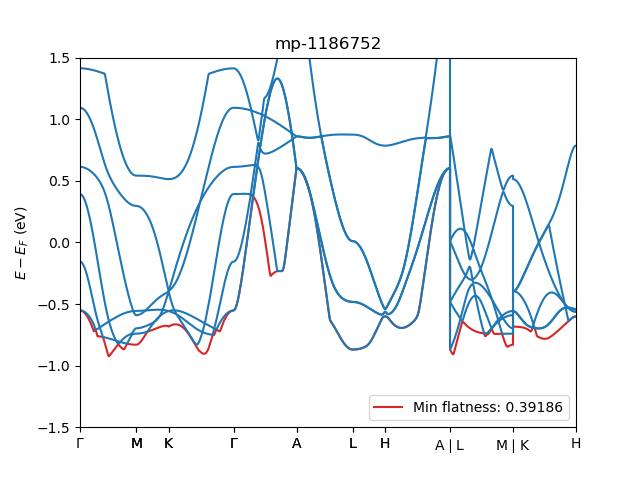 mp-1186752
E − E_F (eV)
1.5
1.0
0.5
0.0
−0.5
−1.0
−1.5
Min flatness: 0.39186
Γ M K Γ A L H A | L M | K H